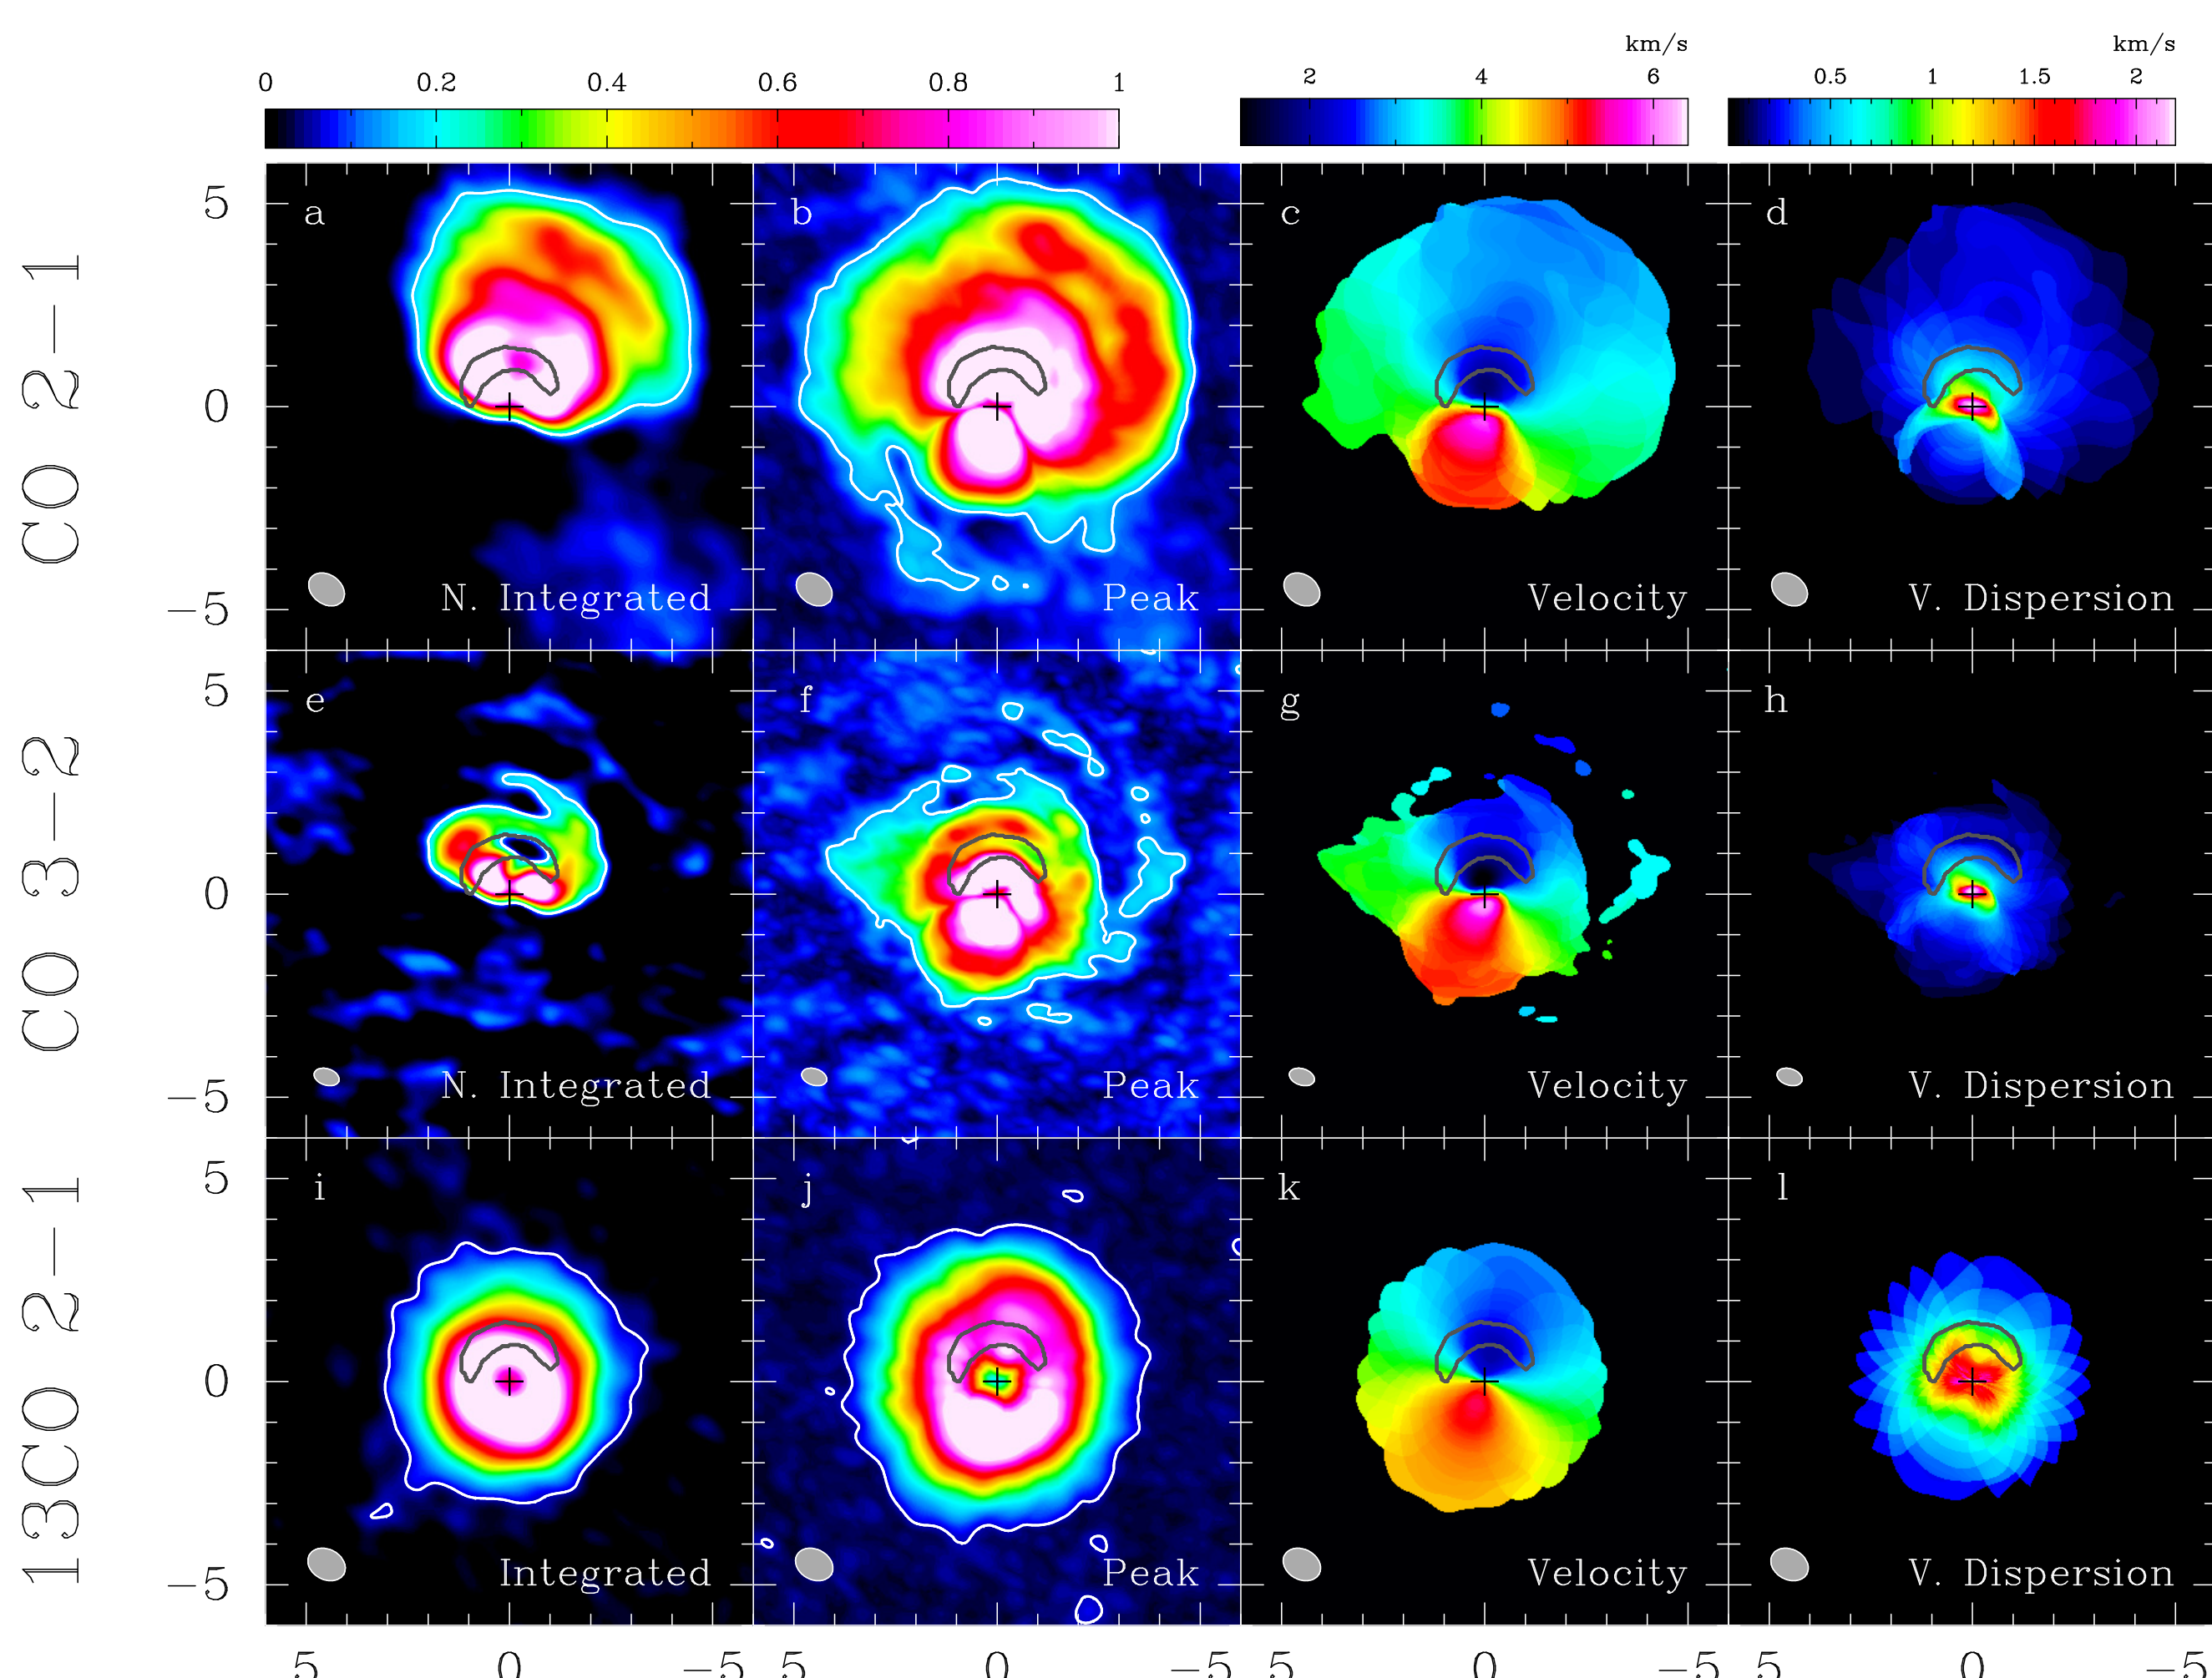 km/s km/s
0 0.2 0.4 0.6 0.8 1 2 4 6 0.5 1 1.5 2
CO 2-1
5 a b c d
0
-5 N. Integrated Peak Velocity V. Dispersion
CO 3-2
5 e f g h
0
-5 N. Integrated Peak Velocity V. Dispersion
13CO 2-1
5 i j k l
0
-5 Integrated Peak Velocity V. Dispersion
5 0 -5 5 0 -5 5 0 -5 5 0 -5